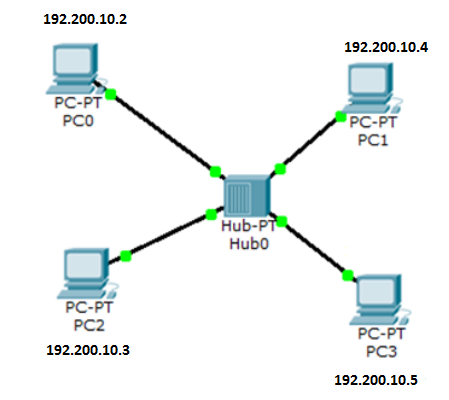 192.200.10.2
PC-PT
PC0
192.200.10.4
PC-PT
PC1
Hub-PT
Hub0
PC-PT
PC2
192.200.10.3
PC-PT
PC3
192.200.10.5